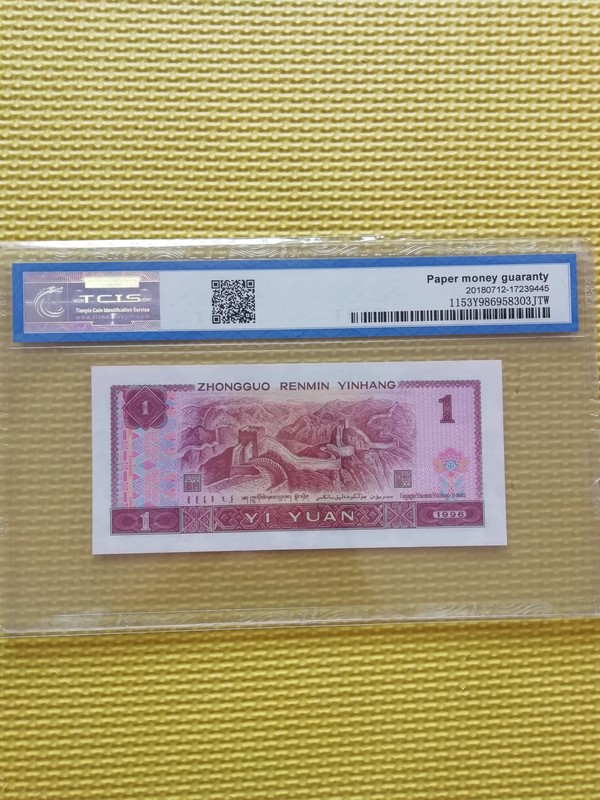 TCIS
Tianyis Coin Identification Service
Paper money guaranty
20180712-17239445
1153Y986958303JTW
ZHONGGUO RENMIN YINHANG
1
1
1
YI YUAN
1996